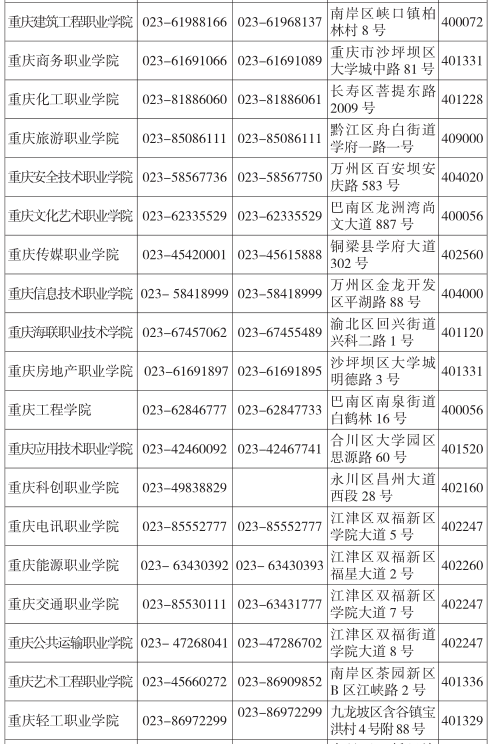 重庆建筑工程职业学院 023-61988166 023-61968137 南岸区峡口镇柏林村 8 号 400072
重庆商务职业学院 023-61691066 023-61691089 重庆市沙坪坝区大学城中路 81 号 401331
重庆化工职业学院 023-81886060 023-81886061 长寿区菩提东路 2009 号 401228
重庆旅游职业学院 023-85086111 023-85086111 黔江区舟白街道学府一路一号 409000
重庆安全技术职业学院 023-58567736 023-58567750 万州区百安坝安庆路 583 号 404020
重庆文化艺术职业学院 023-62335529 023-62335529 巴南区龙洲湾尚文大道 887 号 400056
重庆传媒职业学院 023-45420001 023-45615888 铜梁县学府大道 302 号 402560
重庆信息技术职业学院 023- 58418999 023-58418999 万州区金龙开发区平湖路 88 号 404000
重庆海联职业技术学院 023-67457062 023-67455489 渝北区回兴街道兴科二路 1 号 401120
重庆房地产职业学院 023-61691897 023-61691895 沙坪坝区大学城明德路 3 号 401331
重庆工程学院 023-62846777 023-62847733 巴南区南泉街道白鹤林 16 号 400056
重庆应用技术职业学院 023-42460092 023-42467741 合川区大学园区思源路 60 号 401520
重庆科创职业学院 023-49838829 永川区昌州大道西段 28 号 402160
重庆电讯职业学院 023-85552777 023-85552777 江津区双福新区学院大道 5 号 402247
重庆能源职业学院 023- 63430392 023- 63430393 江津区双福新区福星大道 2 号 402260
重庆交通职业学院 023-85530111 023-63431777 江津区双福新区学院大道 7 号 402247
重庆公共运输职业学院 023- 47268041 023-47286702 江津区双福街道学院大道 8 号 402247
重庆艺术工程职业学院 023-45660272 023-86909852 南岸区茶园新区 B 区江峡路 2 号 401336
重庆轻工职业学院 023-86972299 023-86972299 九龙坡区含谷镇宝洪村 4 号附 88 号 401329